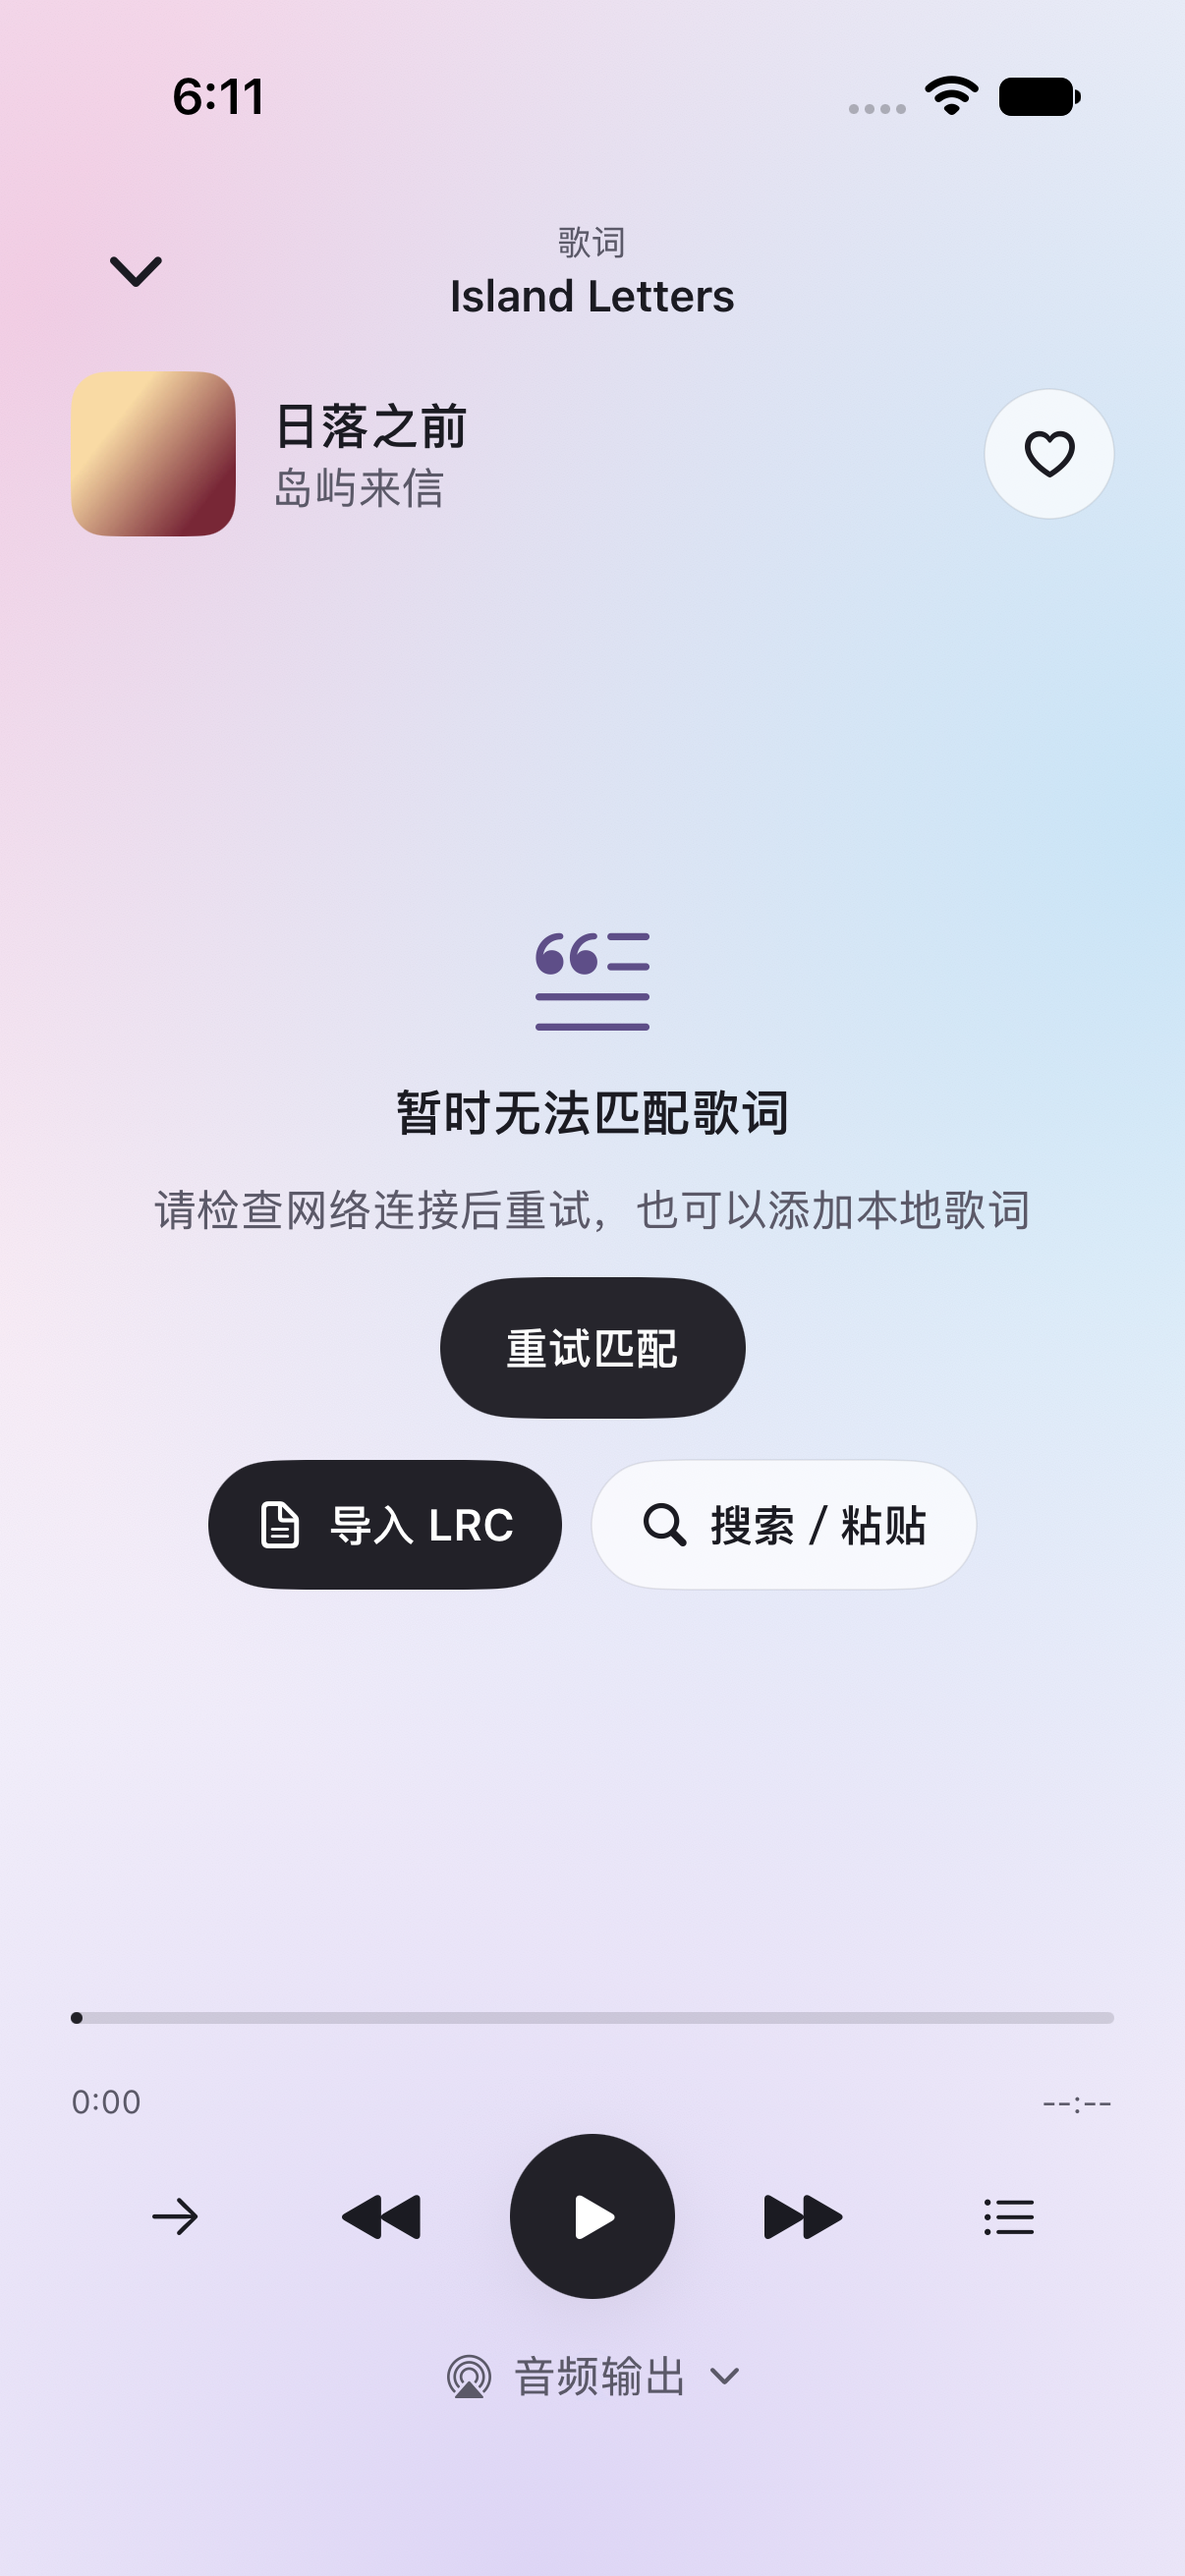 6:11
歌词
Island Letters
日落之前
岛屿来信
暂时无法匹配歌词
请检查网络连接后重试，也可以添加本地歌词
重试匹配
导入 LRC
搜索 / 粘贴
0:00
--:--
音频输出